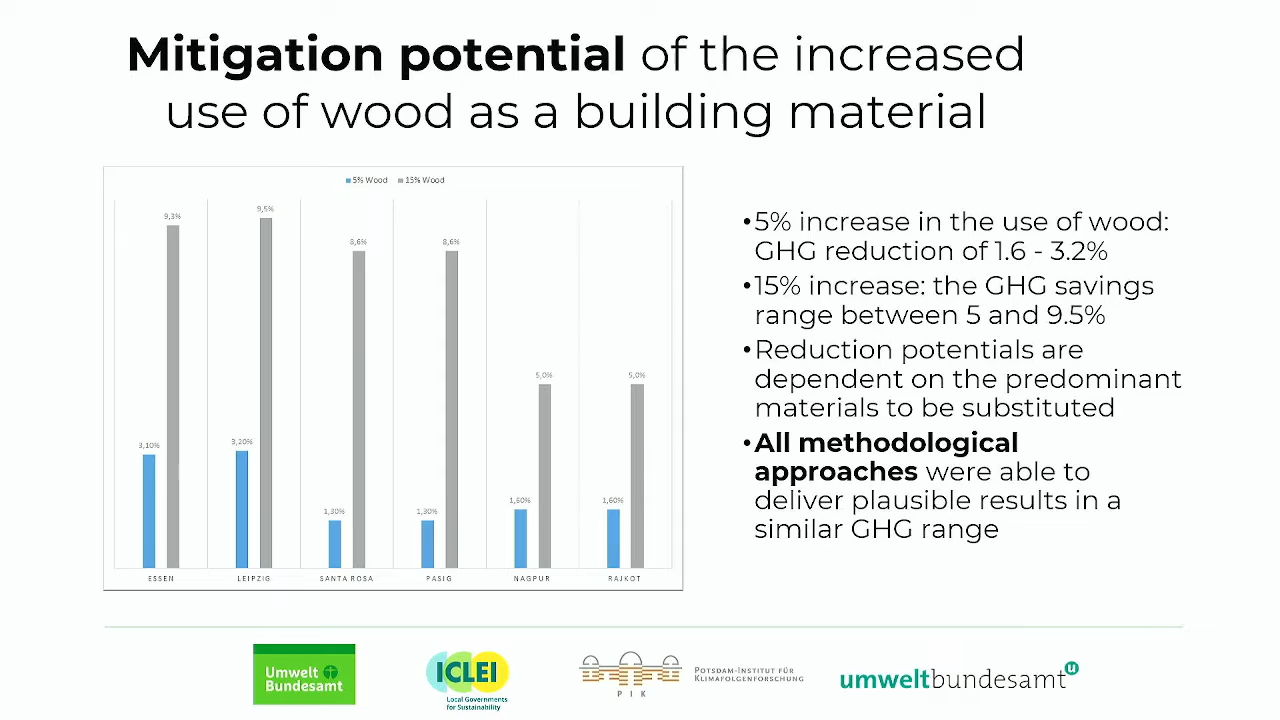 Mitigation potential of the increased
use of wood as a building material
5% Wood 15% Wood
9,3%
9,5%
8,6%
8,6%
5,0%
5,0%
3,10%
3,20%
1,30%
1,30%
1,60%
1,60%
ESSEN LEIPZIG SANTA ROSA PASIG NAGPUR RAJKOT
•5% increase in the use of wood:
GHG reduction of 1.6 - 3.2%
•15% increase: the GHG savings
range between 5 and 9.5%
•Reduction potentials are
dependent on the predominant
materials to be substituted
•All methodological
approaches were able to
deliver plausible results in a
similar GHG range
Umwelt
Bundesamt
ICLEI
Local Governments
for Sustainability
PIK
POTSDAM-INSTITUT FÜR
KLIMAFOLGENFORSCHUNG
umweltbundesamt
u